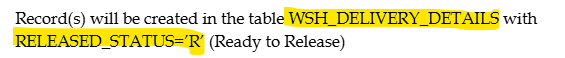 Record(s) will be created in the table WSH_DELIVERY_DETAILS with
RELEASED_STATUS=’R’ (Ready to Release)